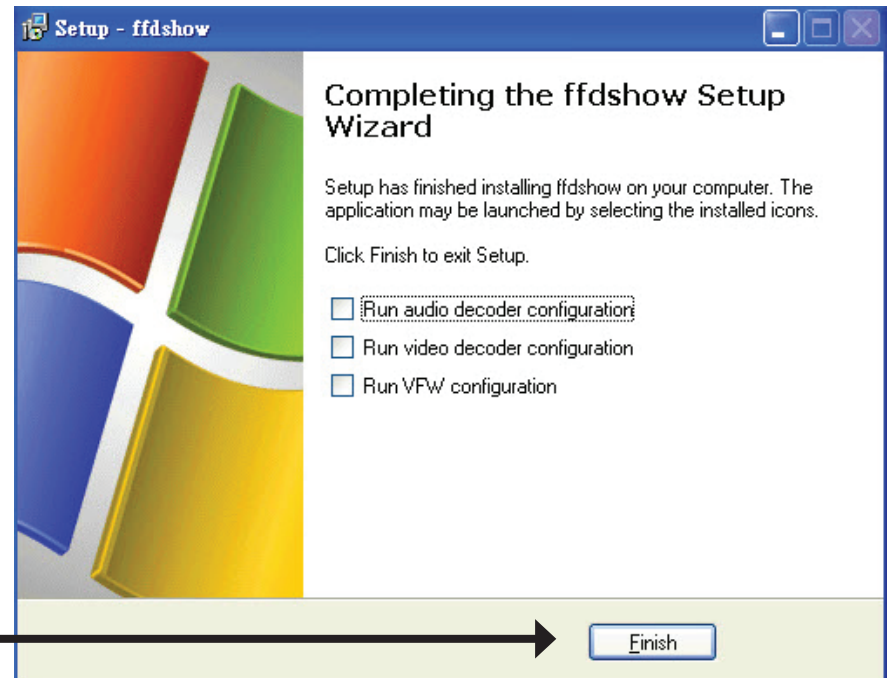 Setup - ffdshow
Completing the ffdshow Setup
Wizard
Setup has finished installing ffdshow on your computer. The
application may be launched by selecting the installed icons.
Click Finish to exit Setup.
Run audio decoder configuration
Run video decoder configuration
Run VFW configuration
Finish